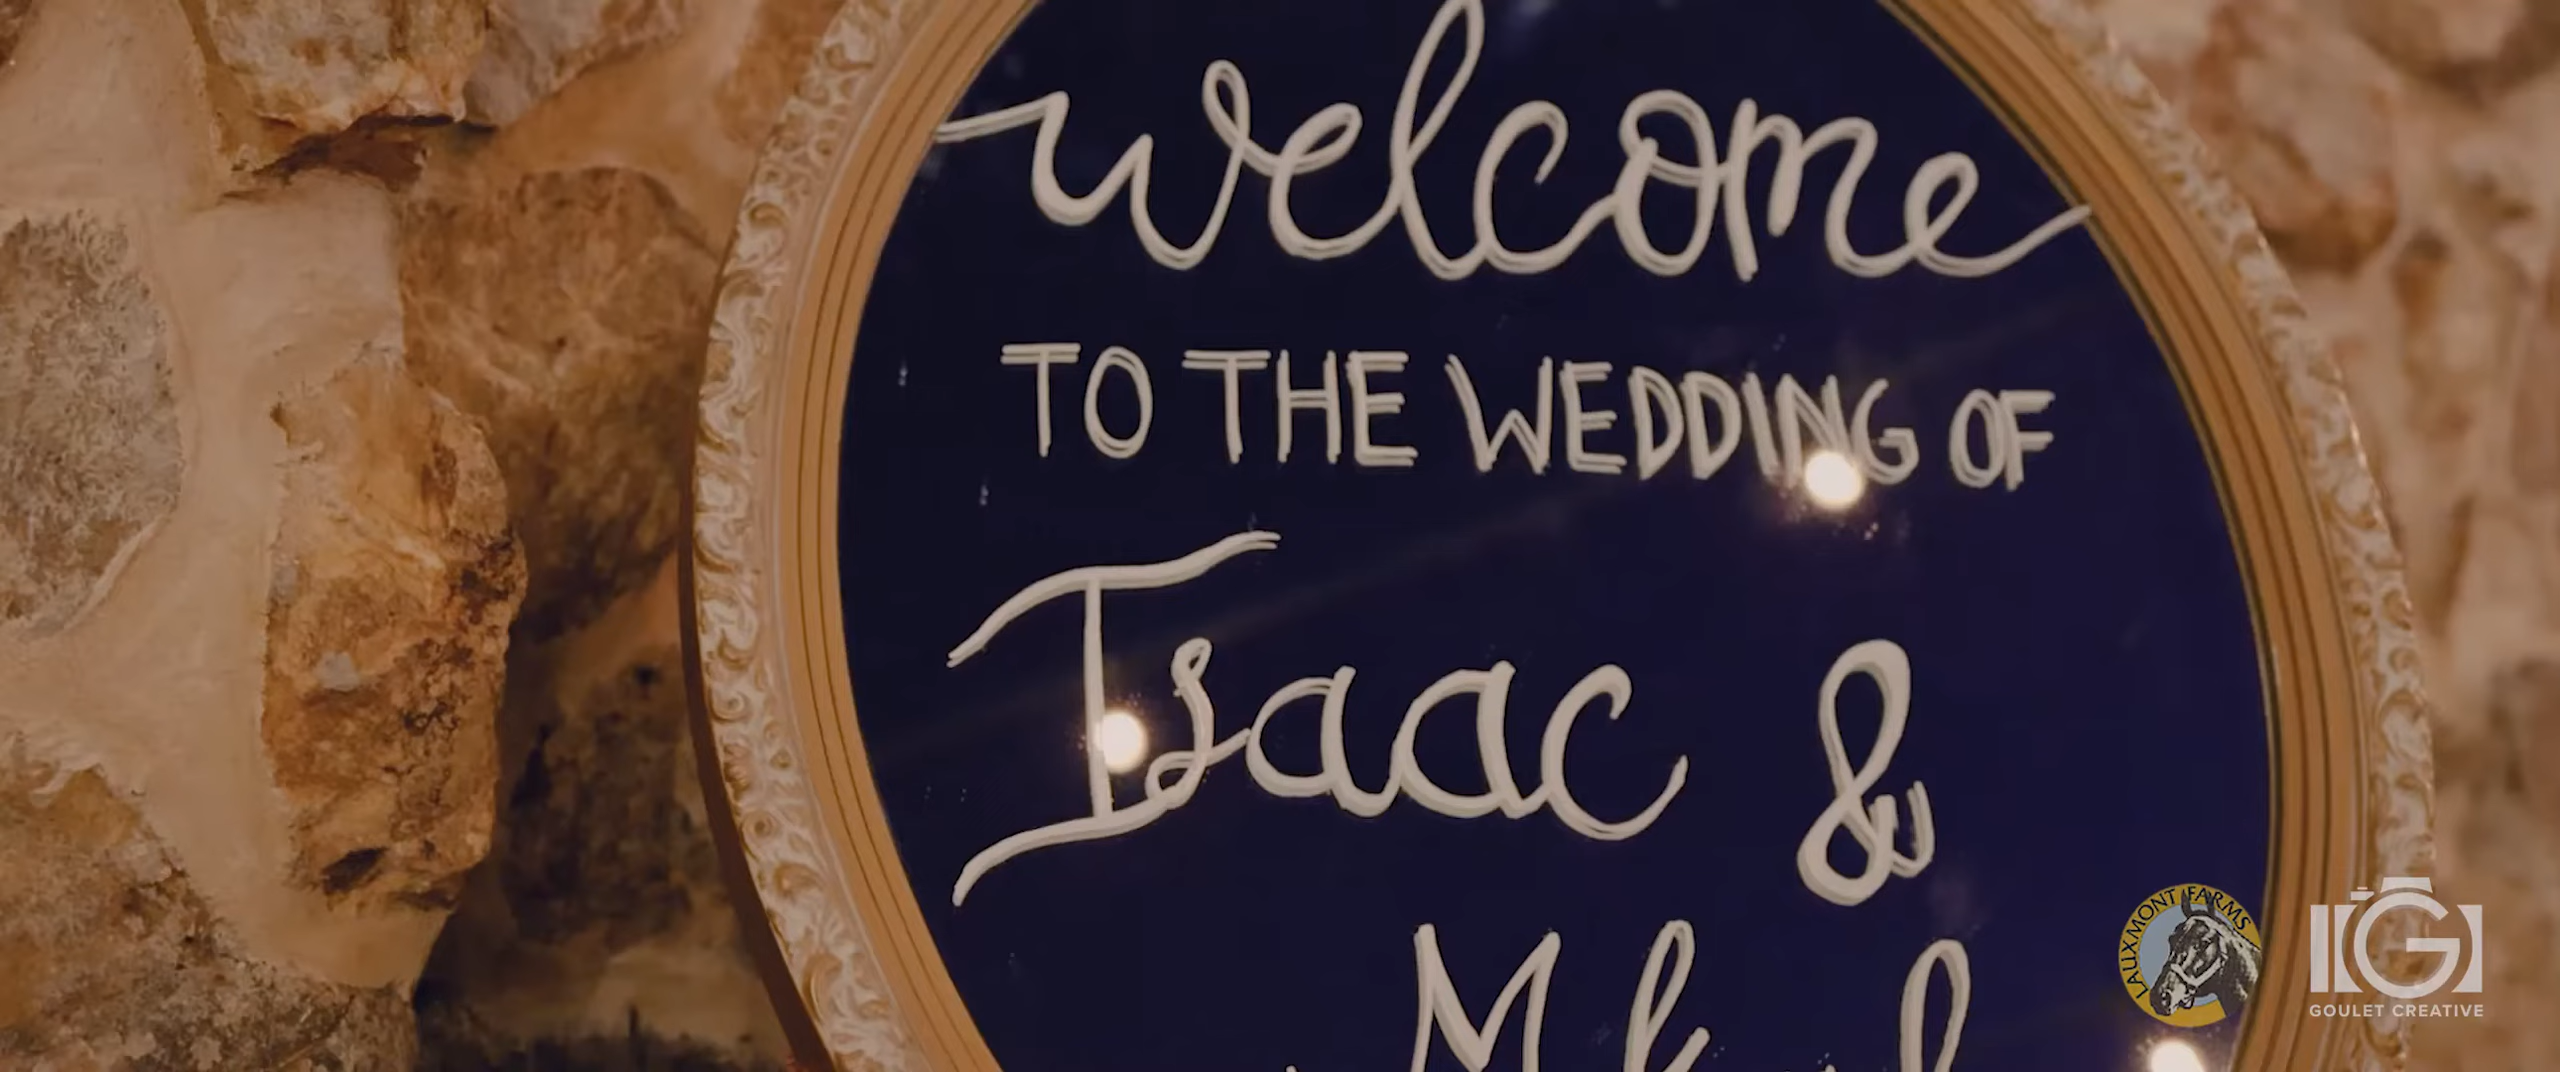 welcome
TO THE WEDDING OF
Isaac &
LAUXMONT FARMS
GOULET CREATIVE